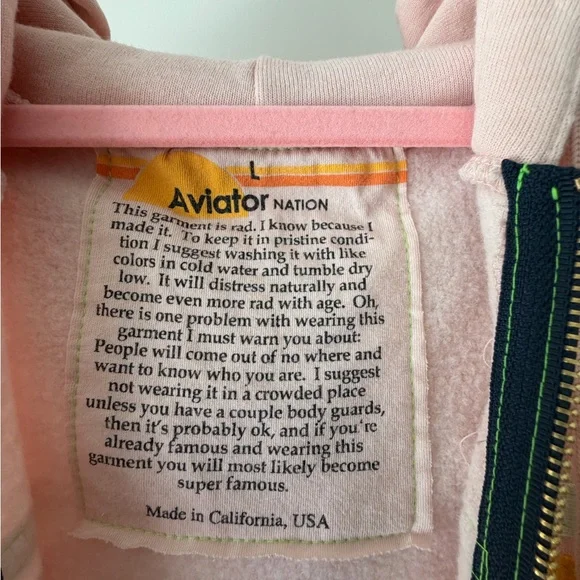 L
Aviator NATION
This garment is rad. I know because I
made it. To keep it in pristine condi-
tion I suggest washing it with like
colors in cold water and tumble dry
low. It will distress naturally and
become even more rad with age. Oh,
there is one problem with wearing this
garment I must warn you about:
People will come out of no where and
want to know who you are. I suggest
not wearing it in a crowded place
unless you have a couple body guards,
then it's probably ok, and if you're
already famous and wearing this
garment you will most likely become
super famous.
Made in California, USA